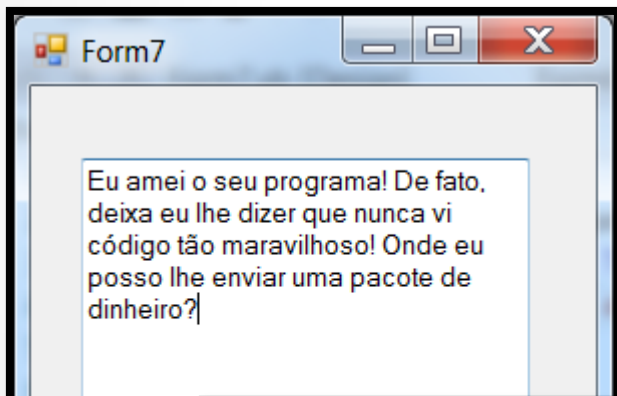 Form7
Eu amei o seu programa! De fato,
deixa eu lhe dizer que nunca vi
código tão maravilhoso! Onde eu
posso lhe enviar uma pacote de
dinheiro?